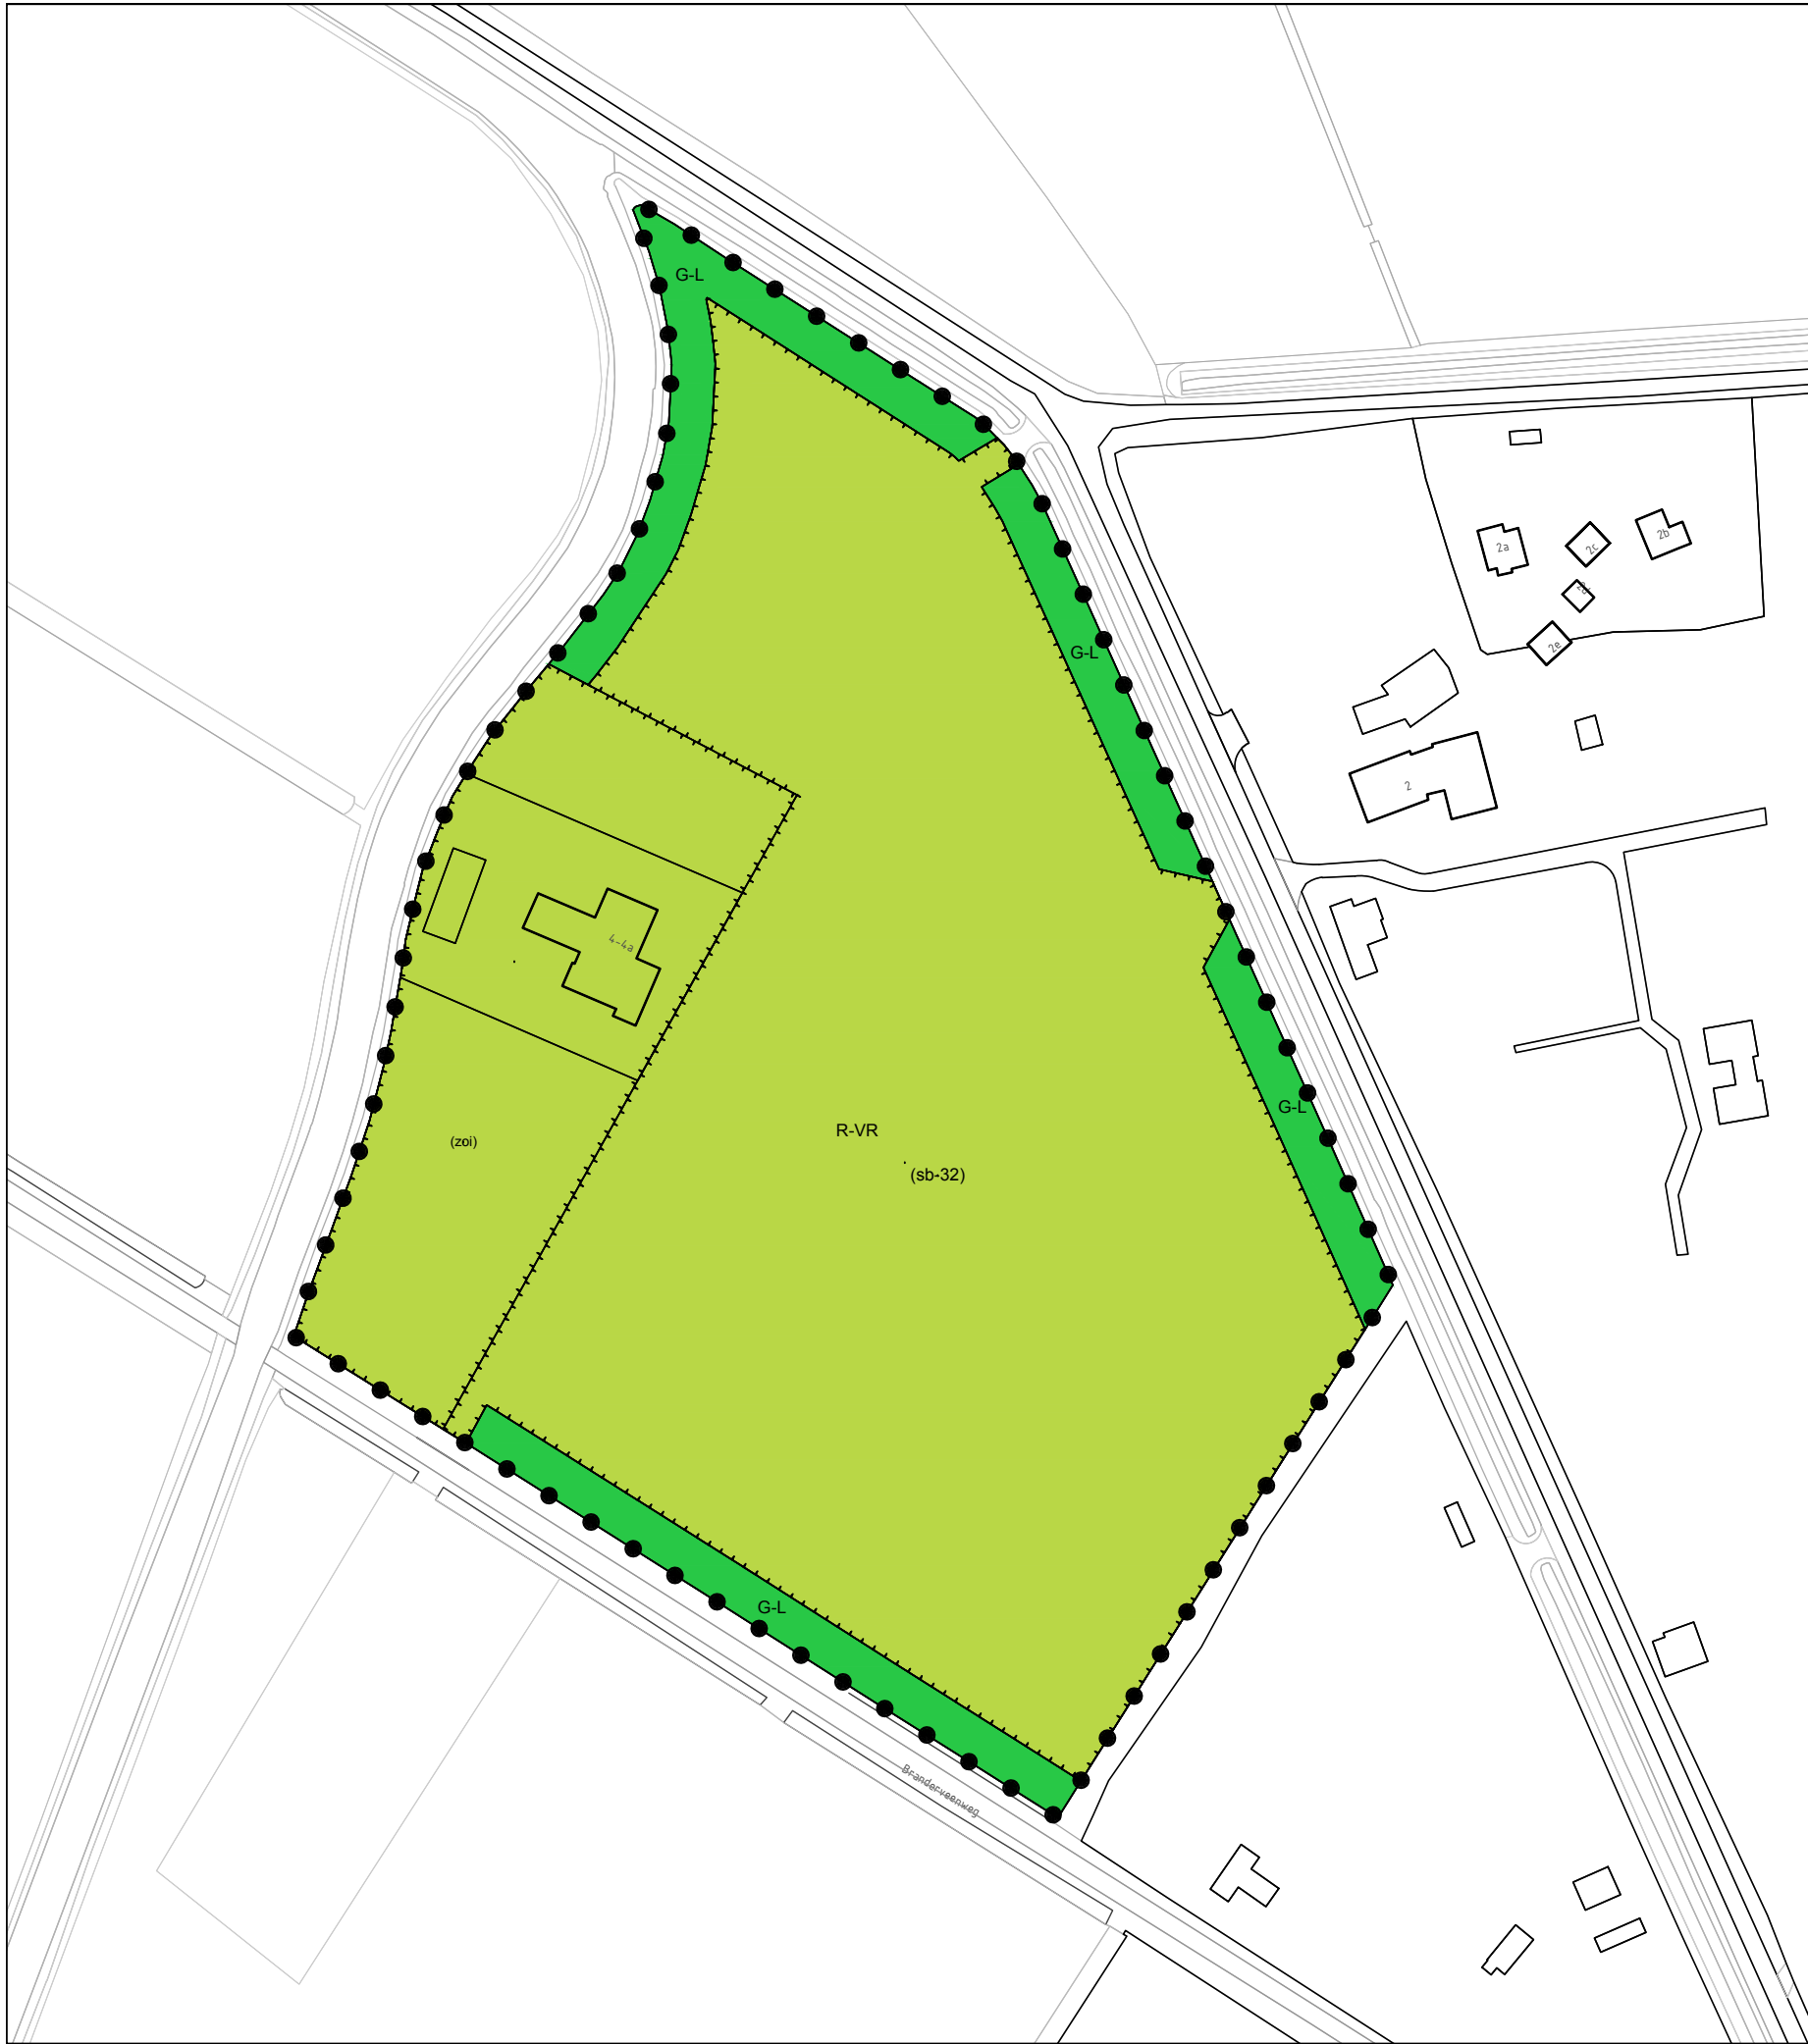 G-L
2a
2c
2b
2e
G-L
2
4-4a
G-L
R-VR
(zoi)
(sb-32)
G-L
Branderveenweg